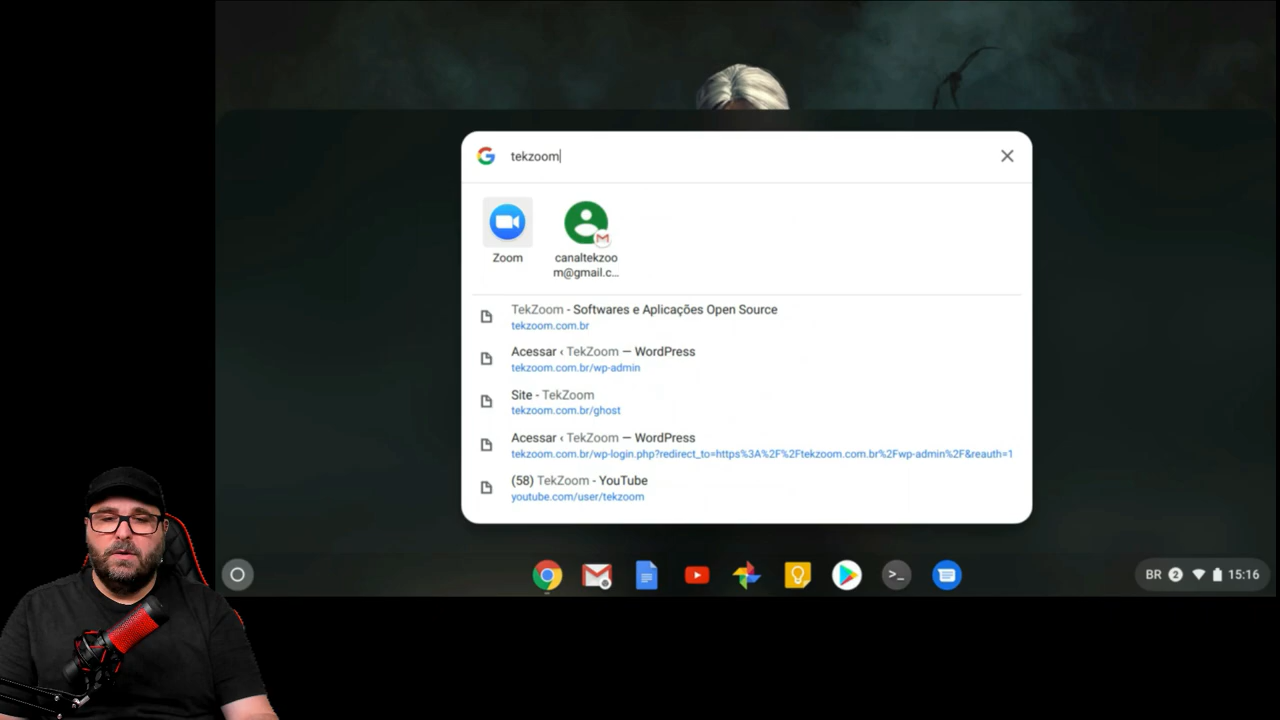 tekzoom
Zoom
canaltekzoo
m@gmail.c...
TekZoom - Softwares e Aplicações Open Source
tekzoom.com.br
Acessar ‹ TekZoom — WordPress
tekzoom.com.br/wp-admin
Site - TekZoom
tekzoom.com.br/ghost
Acessar ‹ TekZoom — WordPress
tekzoom.com.br/wp-login.php?redirect_to=https%3A%2F%2Ftekzoom.com.br%2Fwp-admin%2F&reauth=1
(58) TekZoom - YouTube
youtube.com/user/tekzoom
BR 2 15:16